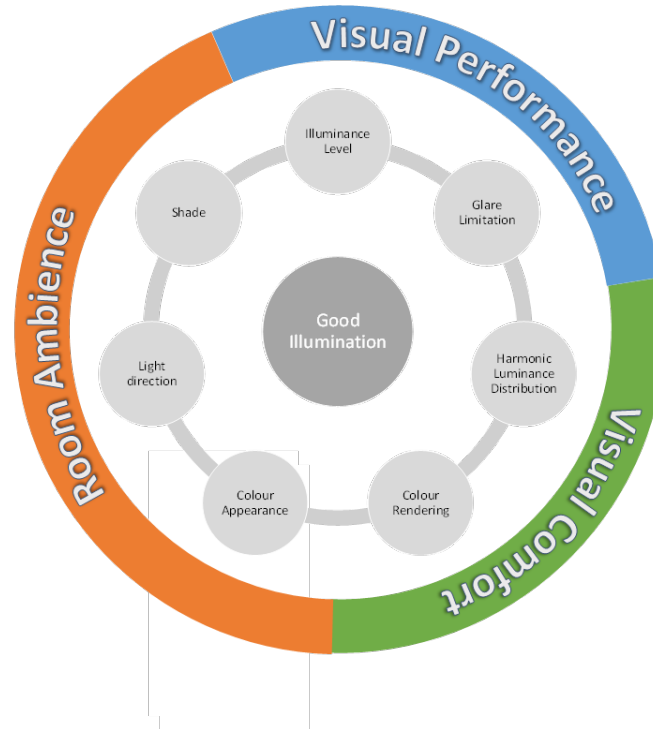 Visual Performance
Illuminance
Level
Shade
Glare
Limitation
Room Ambience
Good
Illumination
Light
direction
Harmonic
Luminance
Distribution
Visual Comfort
Colour
Appearance
Colour
Rendering